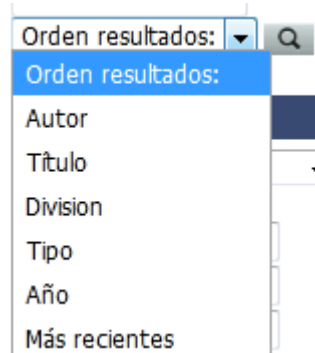 Orden resultados:
Orden resultados:
Autor
Título
Division
Tipo
Año
Más recientes